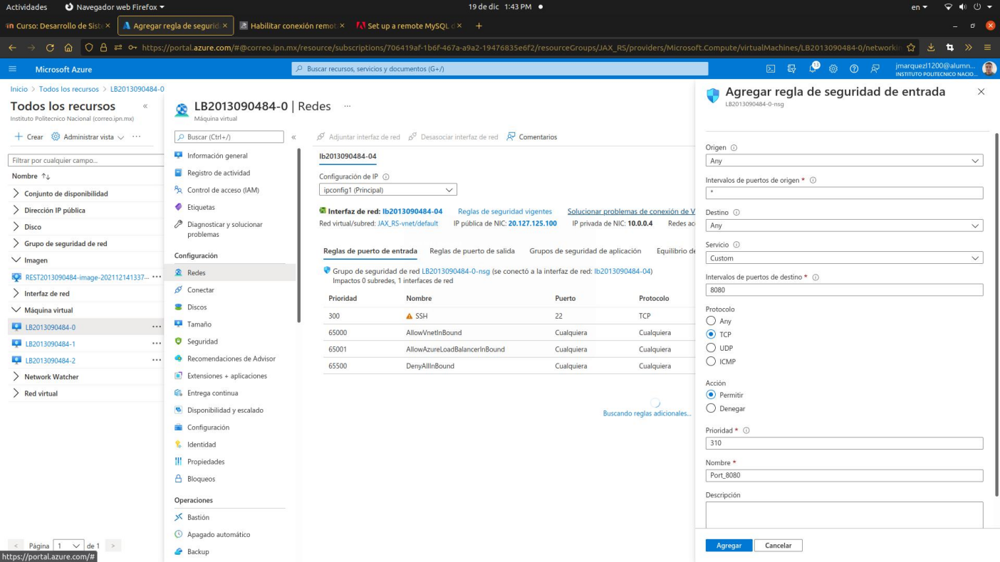 Actividades
Navegador web Firefox
19 de dic 1:43 PM
en
Curso: Desarrollo de Sist
Agregar regla de segurid
Habilitar conexión remot
Set up a remote MySQL d
https://portal.azure.com/#@correo.ipn.mx/resource/subscriptions/706419af-1b6f-467a-a9a2-19476835e6f2/resourceGroups/JAX_RS/providers/Microsoft.Compute/virtualMachines/LB2013090484-0/networkin
Microsoft Azure
Buscar recursos, servicios y documentos (G+/)
13
jmarquezl1200@alumn...
INSTITUTO POLITECNICO NACIO...
Inicio > Todos los recursos > LB2013090484-0
Todos los recursos
Instituto Politecnico Nacional (correo.ipn.mx)
Crear
Administrar vista
Filtrar por cualquier campo...
Nombre
Conjunto de disponibilidad
Dirección IP pública
Disco
Grupo de seguridad de red
Imagen
REST2013090484-image-202112141337...
Interfaz de red
Máquina virtual
LB2013090484-0
LB2013090484-1
LB2013090484-2
Network Watcher
Red virtual
< Página 1 de 1 >
https://portal.azure.com/#
LB2013090484-0 | Redes
Máquina virtual
Buscar (Ctrl+/)
Información general
Registro de actividad
Control de acceso (IAM)
Etiquetas
Diagnosticar y solucionar
problemas
Configuración
Redes
Conectar
Discos
Tamaño
Seguridad
Recomendaciones de Advisor
Extensiones + aplicaciones
Entrega continua
Disponibilidad y escalado
Configuración
Identidad
Propiedades
Bloqueos
Operaciones
Bastión
Apagado automático
Backup
Adjuntar interfaz de red
Desasociar interfaz de red
Comentarios
lb2013090484-04
Configuración de IP
ipconfig1 (Principal)
Interfaz de red: lb2013090484-04
Reglas de seguridad vigentes
Solucionar problemas de conexión de V
Red virtual/subred: JAX_RS-vnet/default
IP pública de NIC: 20.127.125.100
IP privada de NIC: 10.0.0.4
Redes ac
Reglas de puerto de entrada
Reglas de puerto de salida
Grupos de seguridad de aplicación
Equilibrio de
Grupo de seguridad de red LB2013090484-0-nsg (se conectó a la interfaz de red: lb2013090484-04)
Impactos 0 subredes, 1 interfaces de red
Prioridad Nombre Puerto Protocolo
300 SSH 22 TCP
65000 AllowVnetInBound Cualquiera Cualquiera
65001 AllowAzureLoadBalancerInBound Cualquiera Cualquiera
65500 DenyAllInBound Cualquiera Cualquiera
Buscando reglas adicionales...
Agregar regla de seguridad de entrada
LB2013090484-0-nsg
Origen
Any
Intervalos de puertos de origen *
*
Destino
Any
Servicio
Custom
Intervalos de puertos de destino *
8080
Protocolo
Any
TCP
UDP
ICMP
Acción
Permitir
Denegar
Prioridad *
310
Nombre *
Port_8080
Descripción
Agregar
Cancelar